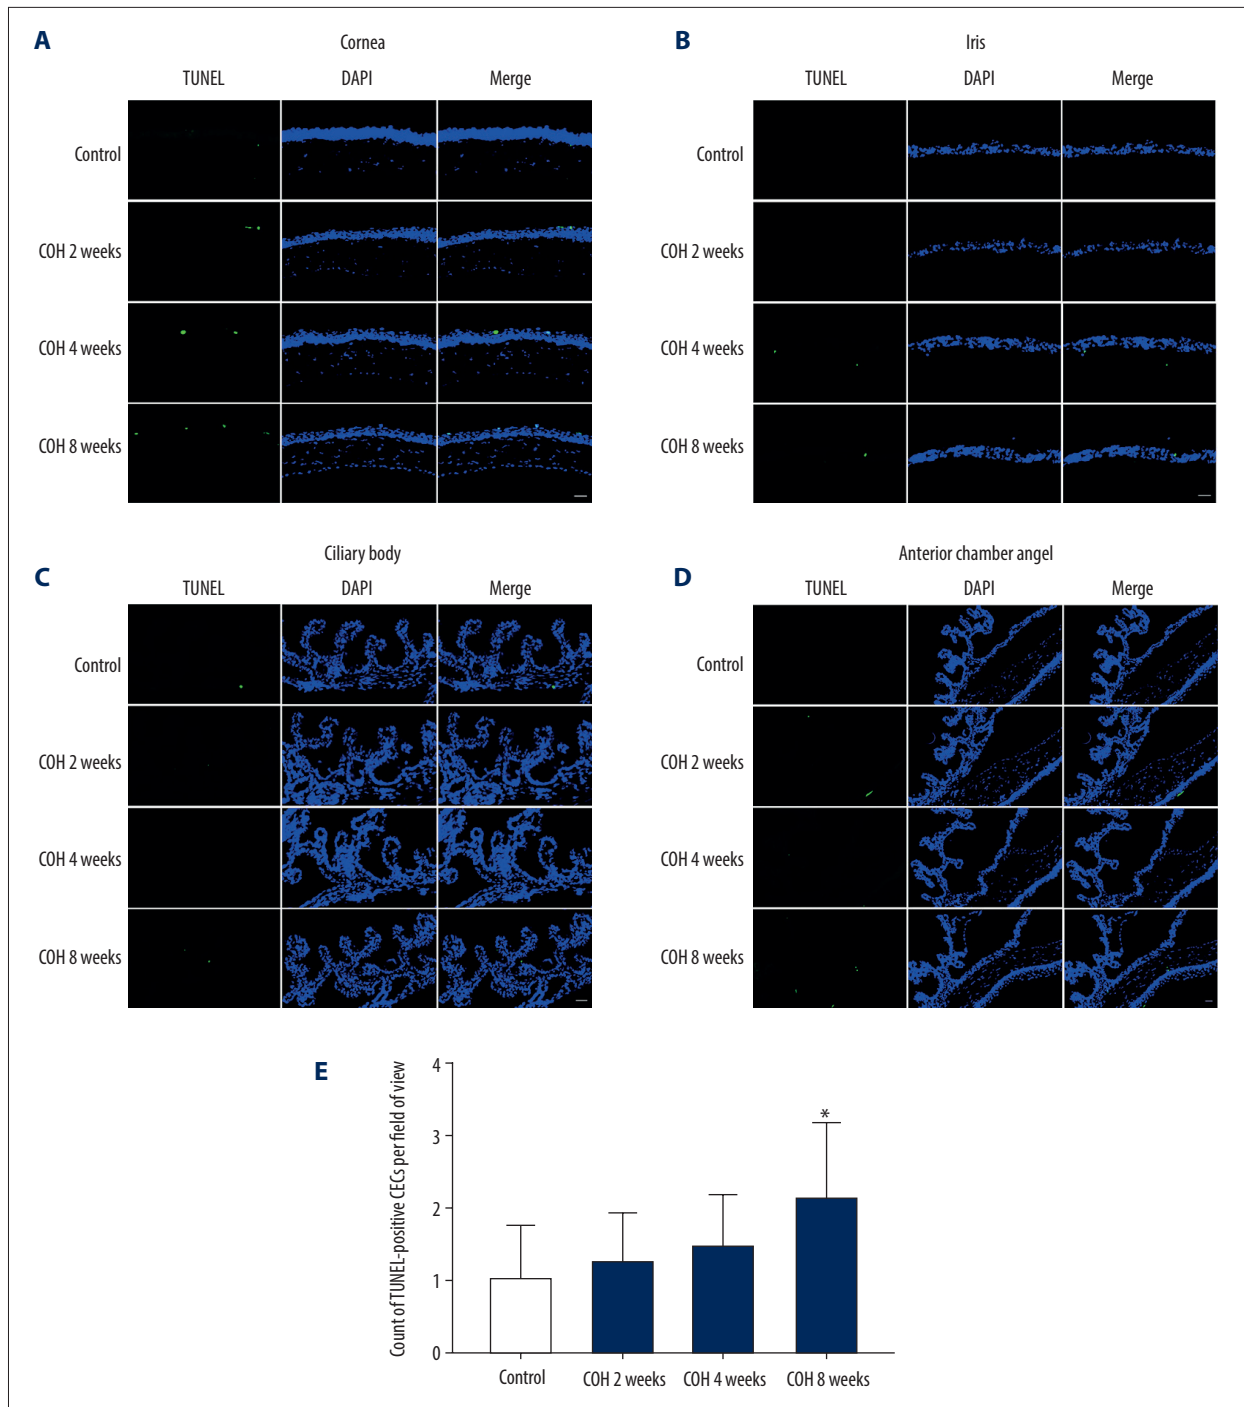 A
Cornea
TUNEL DAPI Merge
Control
COH 2 weeks
COH 4 weeks
COH 8 weeks
B
Iris
TUNEL DAPI Merge
Control
COH 2 weeks
COH 4 weeks
COH 8 weeks
C
Ciliary body
TUNEL DAPI Merge
Control
COH 2 weeks
COH 4 weeks
COH 8 weeks
D
Anterior chamber angel
TUNEL DAPI Merge
Control
COH 2 weeks
COH 4 weeks
COH 8 weeks
E
Count of TUNEL-positive CECs per field of view
4
3
2
1
0
*
Control COH 2 weeks COH 4 weeks COH 8 weeks